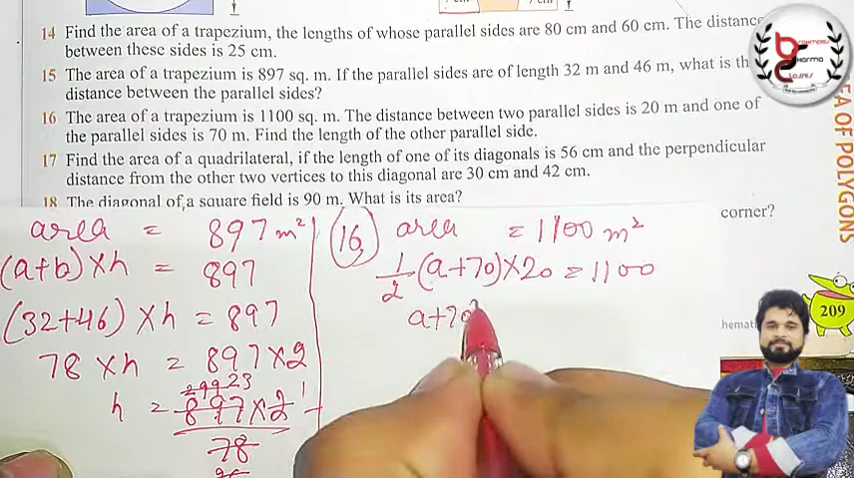 14 Find the area of a trapezium, the lengths of whose parallel sides are 80 cm and 60 cm. The distance
between these sides is 25 cm.
15 The area of a trapezium is 897 sq. m. If the parallel sides are of length 32 m and 46 m, what is th
distance between the parallel sides?
16 The area of a trapezium is 1100 sq. m. The distance between two parallel sides is 20 m and one of
the parallel sides is 70 m. Find the length of the other parallel side.
17 Find the area of a quadrilateral, if the length of one of its diagonals is 56 cm and the perpendicular
distance from the other two vertices to this diagonal are 30 cm and 42 cm.
18 The diagonal of a square field is 90 m. What is its area?
corner?
area = 897 m²
(a+b) × h = 897
(32+46) × h = 897
78 × h = 897×2
299 23
h = 897×2 1
78
16, area = 1100 m²
1/2 (a+70) × 20 = 1100
a+70
EA OF POLYGONS
209
hemat